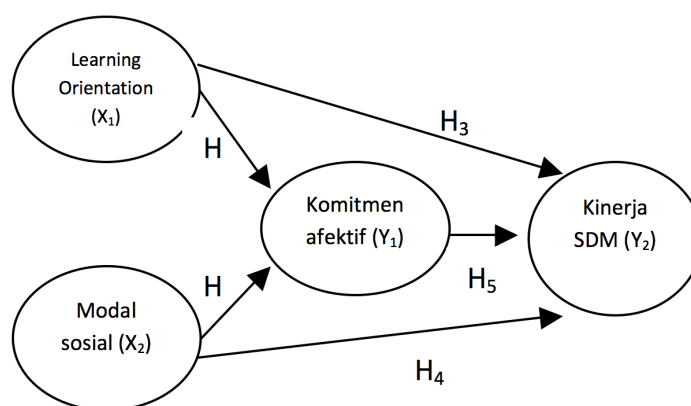 Learning
Orientation
(X₁)
H₃
H
Komitmen
afektif (Y₁)
Kinerja
SDM (Y₂)
H
H₅
Modal
sosial (X₂)
H₄